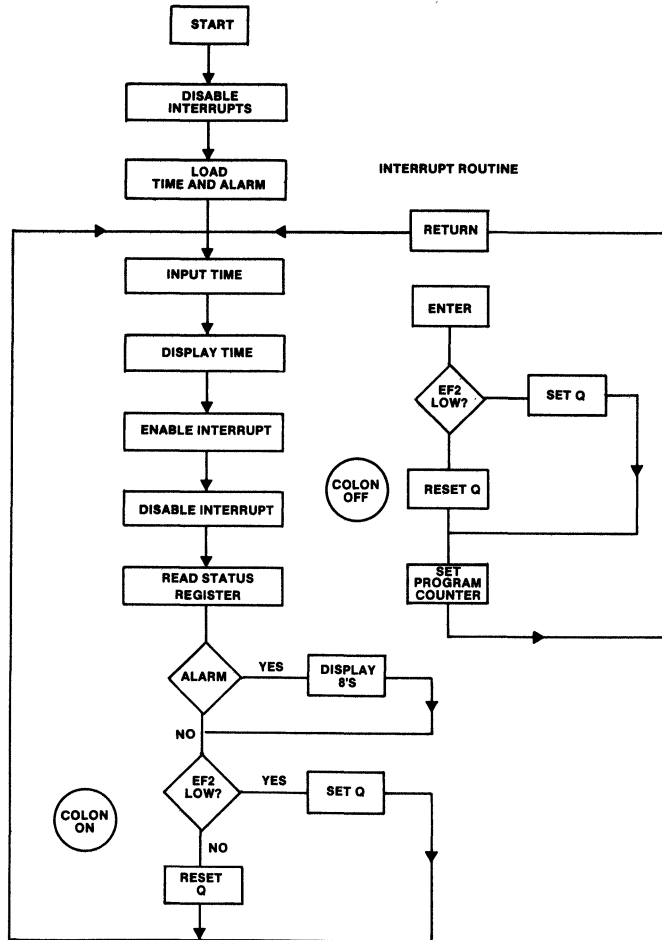 START
DISABLE
INTERRUPTS
LOAD
TIME AND ALARM
INTERRUPT ROUTINE
RETURN
INPUT TIME
ENTER
DISPLAY TIME
EF2
LOW?
SET Q
ENABLE INTERRUPT
COLON
OFF
RESET Q
DISABLE INTERRUPT
READ STATUS
REGISTER
SET
PROGRAM
COUNTER
ALARM
YES
DISPLAY
8'S
NO
EF2
LOW?
YES
SET Q
COLON
ON
NO
RESET
Q